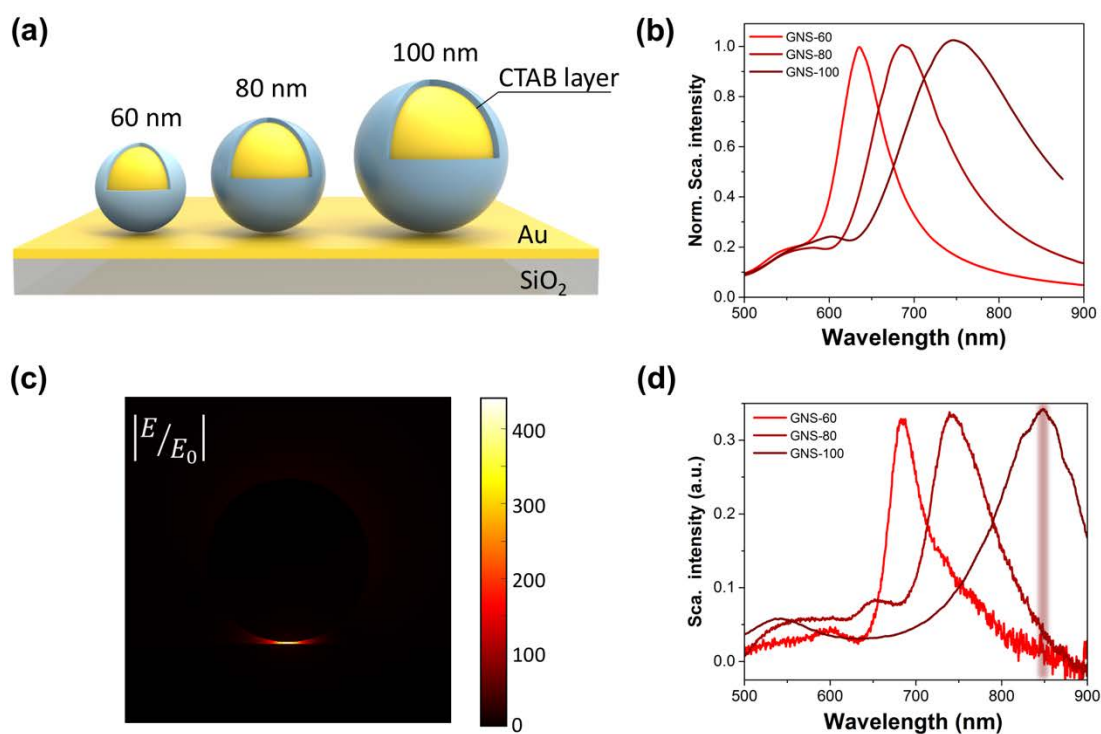 (a)
60 nm
80 nm
100 nm
CTAB layer
Au
SiO2
(b)
GNS-60
GNS-80
GNS-100
Norm. Sca. intensity
1.0
0.8
0.6
0.4
0.2
0.0
500 600 700 800 900
Wavelength (nm)
(c)
|E/E0|
400
300
200
100
0
(d)
GNS-60
GNS-80
GNS-100
Sca. intensity (a.u.)
0.3
0.2
0.1
0.0
500 600 700 800 900
Wavelength (nm)